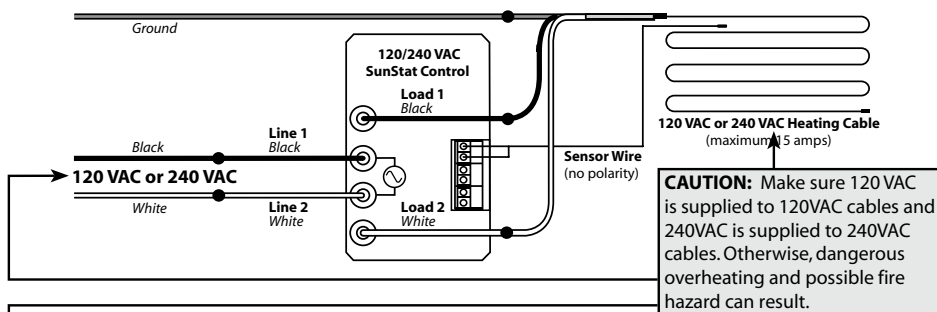 Ground
120/240 VAC
SunStat Control
Load 1
Black
Line 1
Black
Black
120 VAC or 240 VAC
White
Line 2
White
Load 2
White
Sensor Wire
(no polarity)
120 VAC or 240 VAC Heating Cable
(maximum 15 amps)
CAUTION: Make sure 120 VAC
is supplied to 120VAC cables and
240VAC is supplied to 240VAC
cables. Otherwise, dangerous
overheating and possible fire
hazard can result.